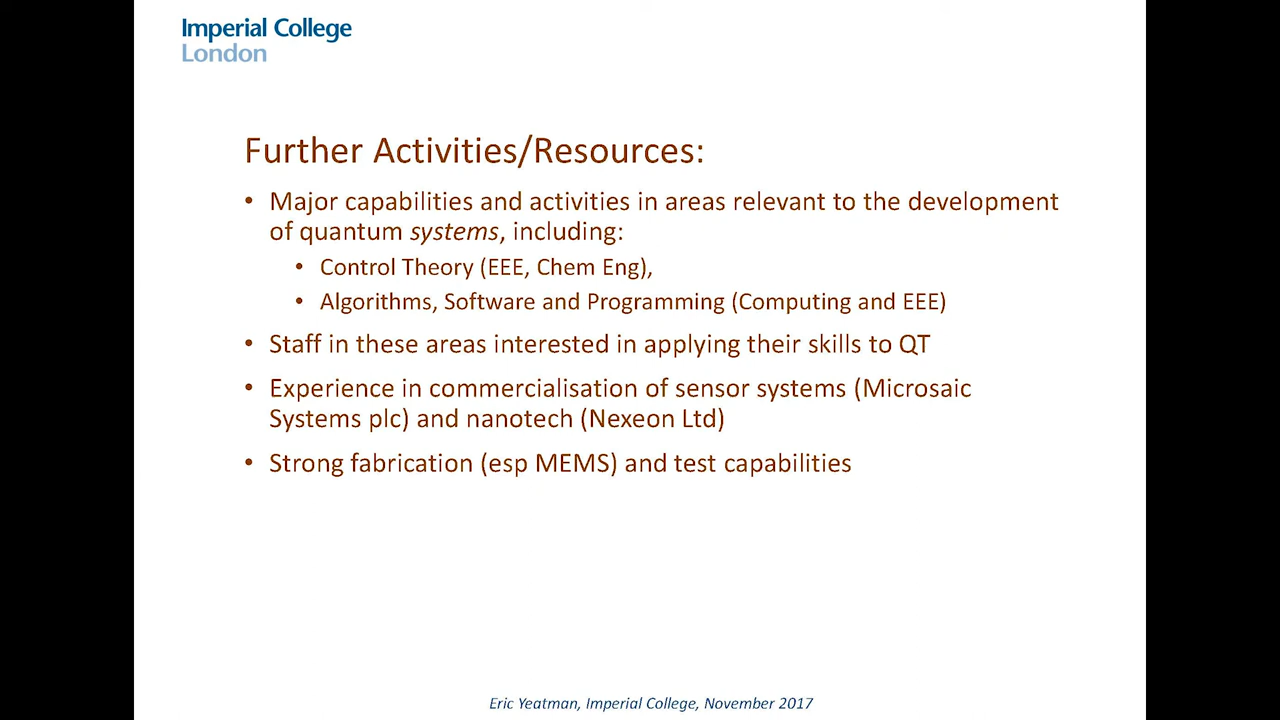 Imperial College
London
Further Activities/Resources:
• Major capabilities and activities in areas relevant to the development
of quantum systems, including:
• Control Theory (EEE, Chem Eng),
• Algorithms, Software and Programming (Computing and EEE)
• Staff in these areas interested in applying their skills to QT
• Experience in commercialisation of sensor systems (Microsaic
Systems plc) and nanotech (Nexeon Ltd)
• Strong fabrication (esp MEMS) and test capabilities
Eric Yeatman, Imperial College, November 2017